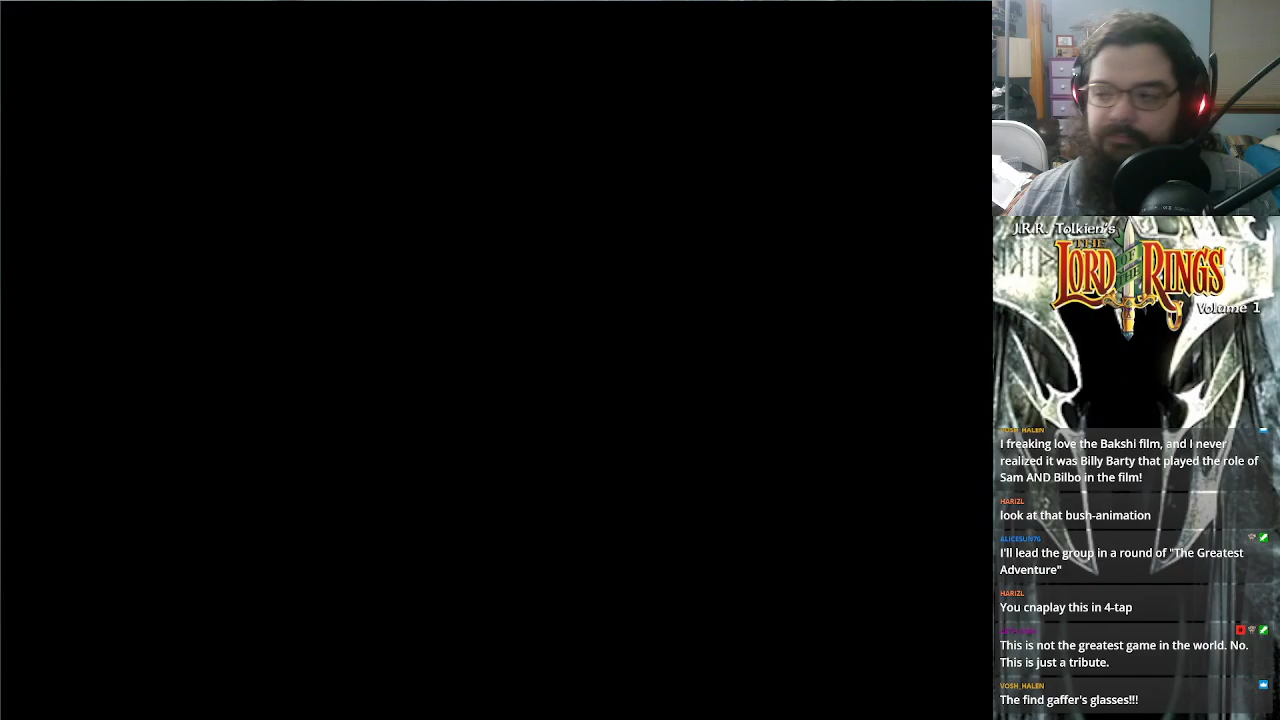 J.R.R. Tolkien's
THE
LORD
OF
THE
RINGS
Volume 1
VOSH_HALEN
I freaking love the Bakshi film, and I never
realized it was Billy Barty that played the role of
Sam AND Bilbo in the film!
HARIZL
look at that bush-animation
ALICESUN76
I'll lead the group in a round of "The Greatest
Adventure"
HARIZL
You cnaplay this in 4-tap
This is not the greatest game in the world. No.
This is just a tribute.
VOSH_HALEN
The find gaffer's glasses!!!